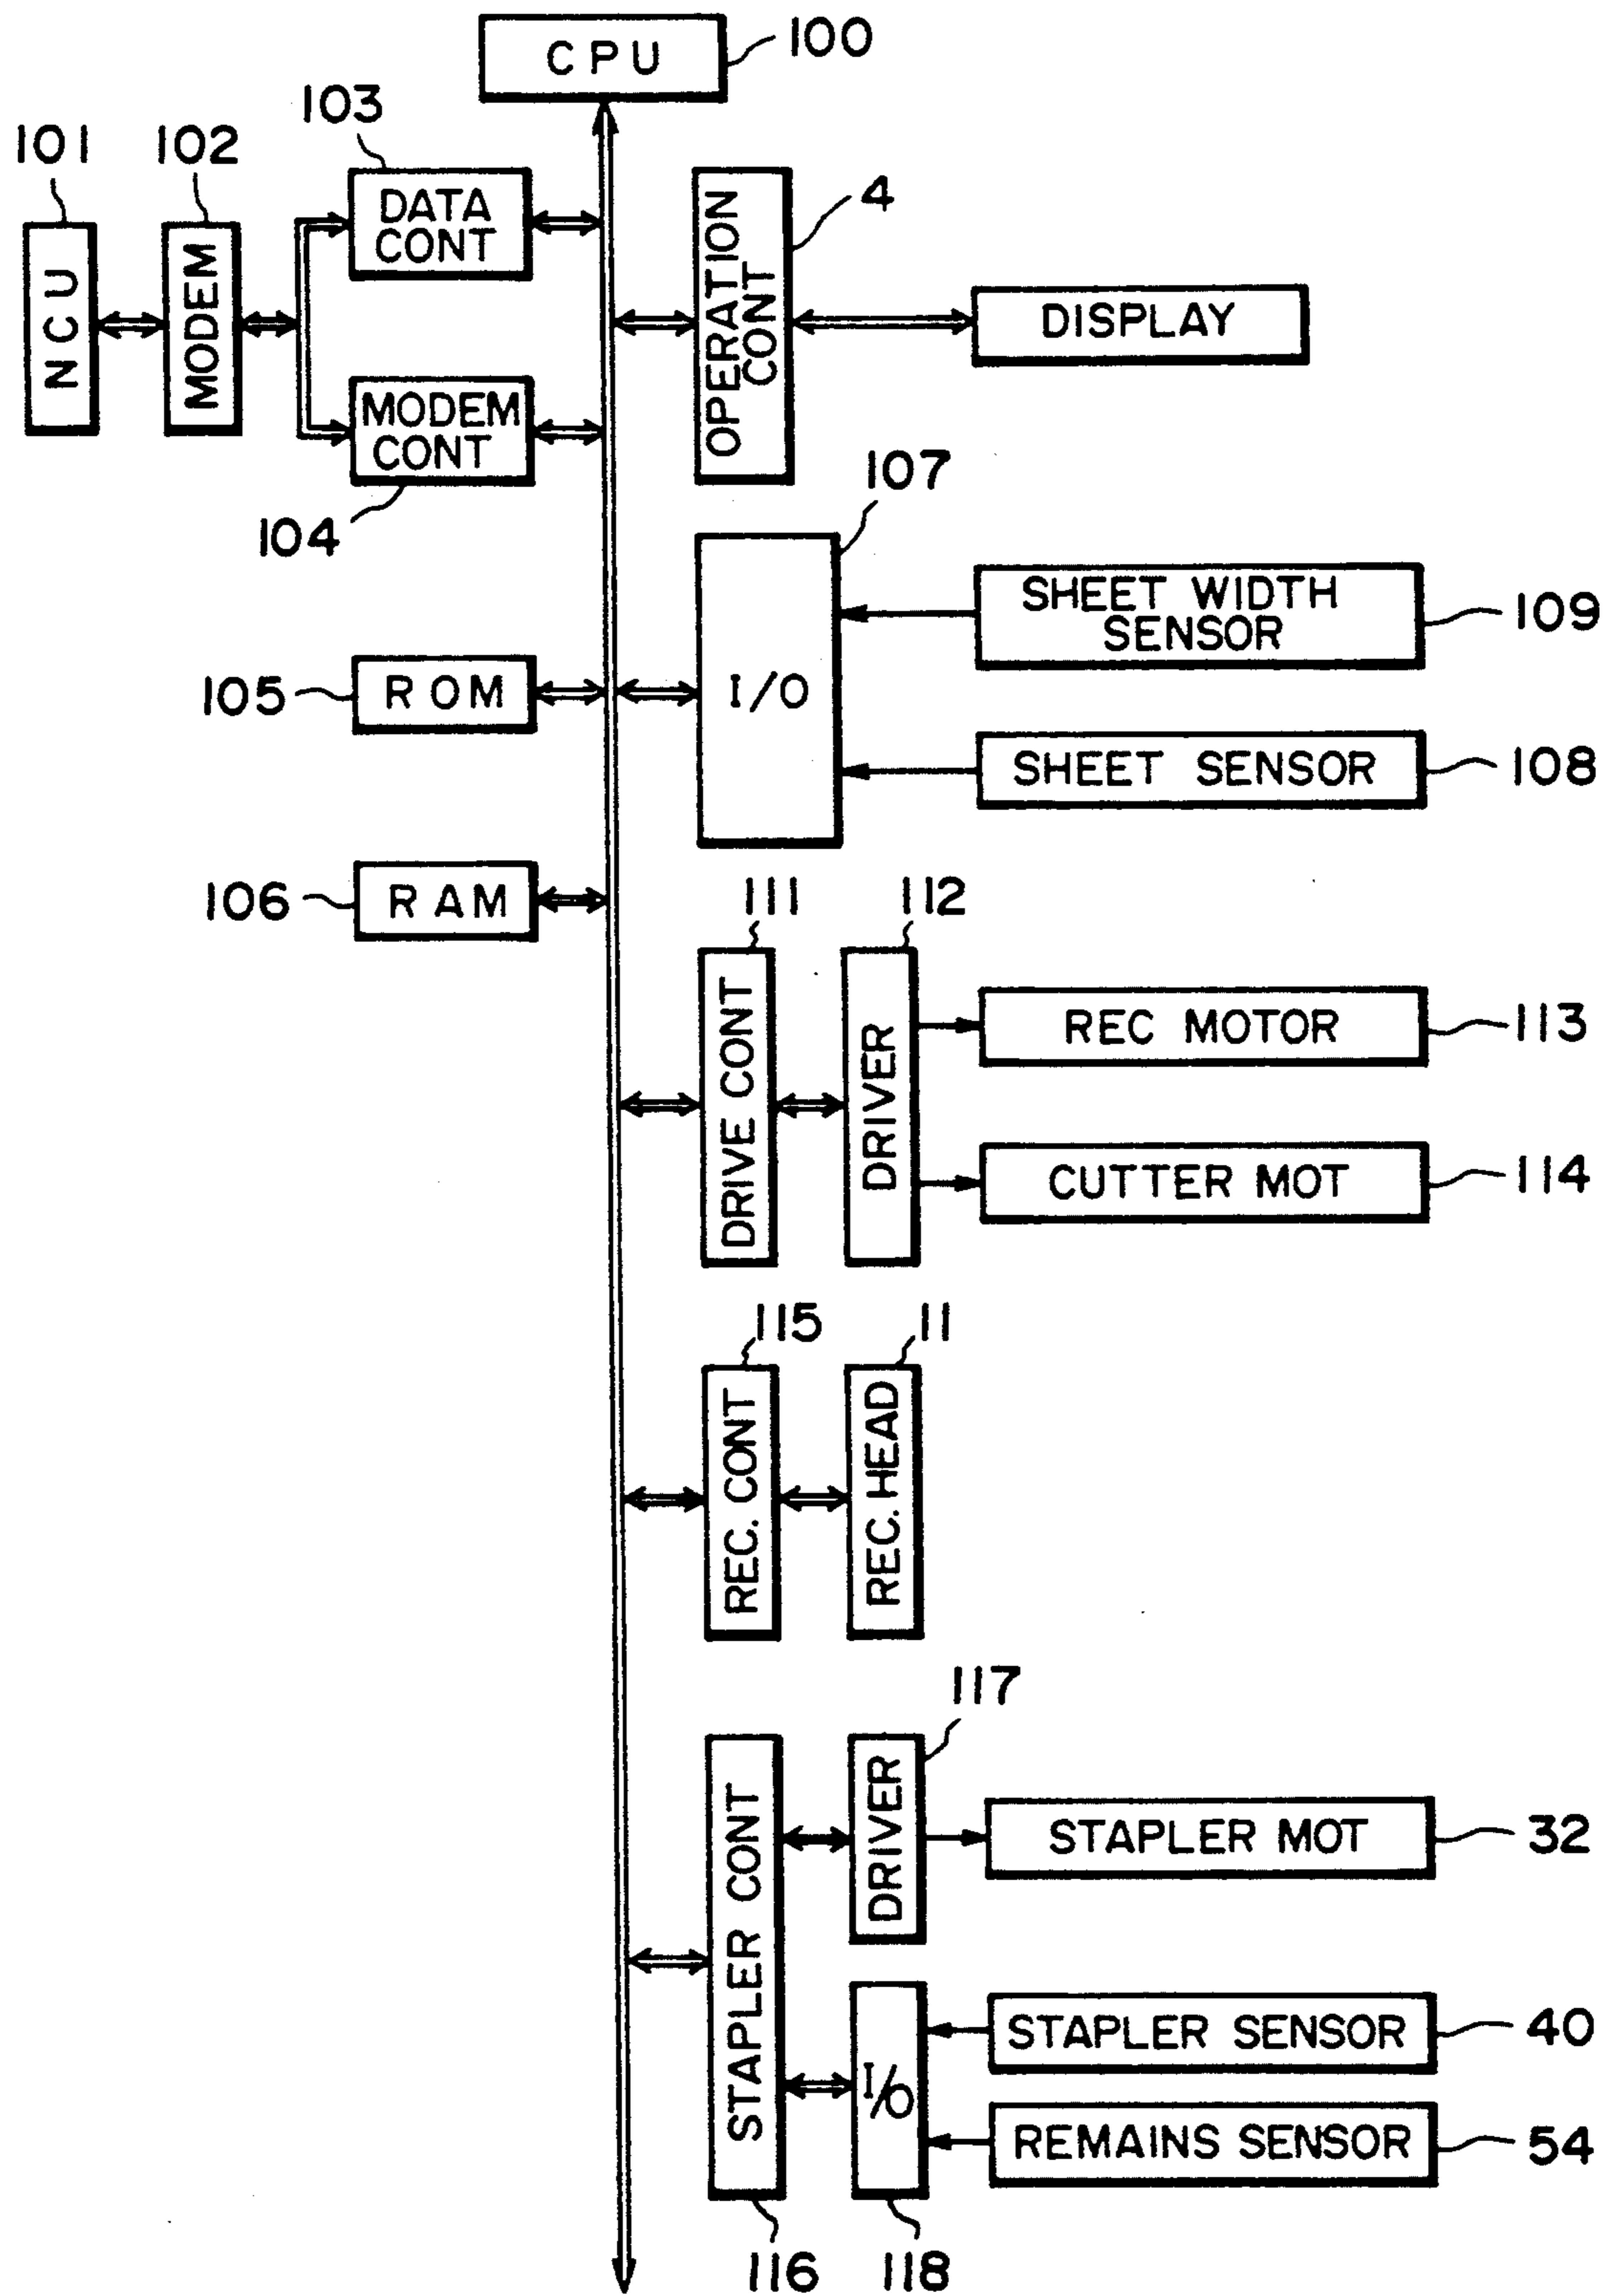 CPU
100
103
101
102
DATA
CONT
4
NCU
MODEM
OPERATION
CONT
DISPLAY
MODEM
CONT
104
107
SHEET WIDTH
SENSOR
109
105
ROM
I/O
SHEET SENSOR
108
106
RAM
111
112
DRIVE CONT
DRIVER
REC MOTOR
113
CUTTER MOT
114
115
11
REC. CONT
REC. HEAD
117
STAPLER CONT
DRIVER
STAPLER MOT
32
I/O
STAPLER SENSOR
40
REMAINS SENSOR
54
116
118